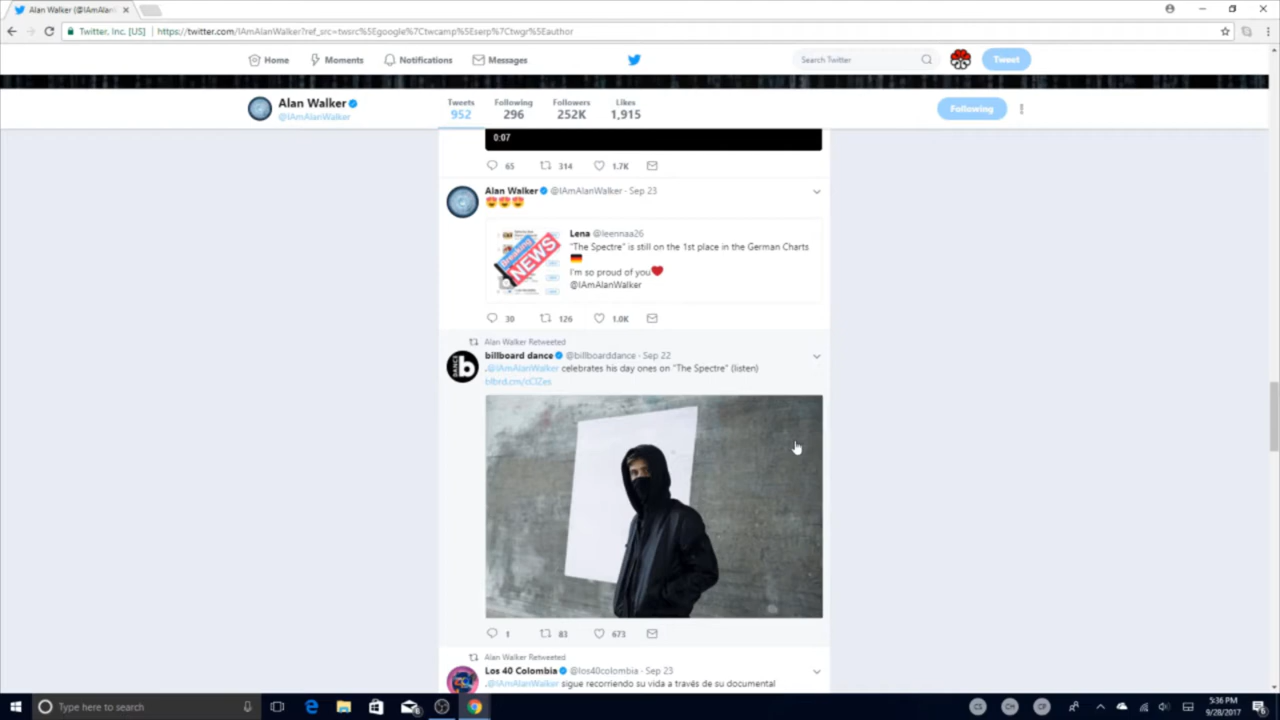 Alan Walker (@IAmAlan
Twitter, Inc. [US] https://twitter.com/IAmAlanWalker?ref_src=twsrc%5Egoogle%7Ctwcamp%5Eserp%7Ctwgr%5Eauthor
Home Moments Notifications Messages Search Twitter Tweet
Alan Walker
@IAmAlanWalker
Tweets Following Followers Likes
952 296 252K 1,915
Following
0:07
65 314 1.7K
Alan Walker @IAmAlanWalker · Sep 23
😍😍😍
Lena @leennaa26
"The Spectre" is still on the 1st place in the German Charts
🇩🇪
I'm so proud of you❤️
@IAmAlanWalker
NEWS
30 126 1.0K
Alan Walker Retweeted
billboard dance @billboarddance · Sep 22
.@IAmAlanWalker celebrates his day ones on "The Spectre" (listen)
DANCE b
1 83 673
Alan Walker Retweeted
Los 40 Colombia @los40colombia · Sep 23
.@IAmAlanWalker sigue recorriendo su vida a través de su documental
Type here to search
5:36 PM
9/28/2017